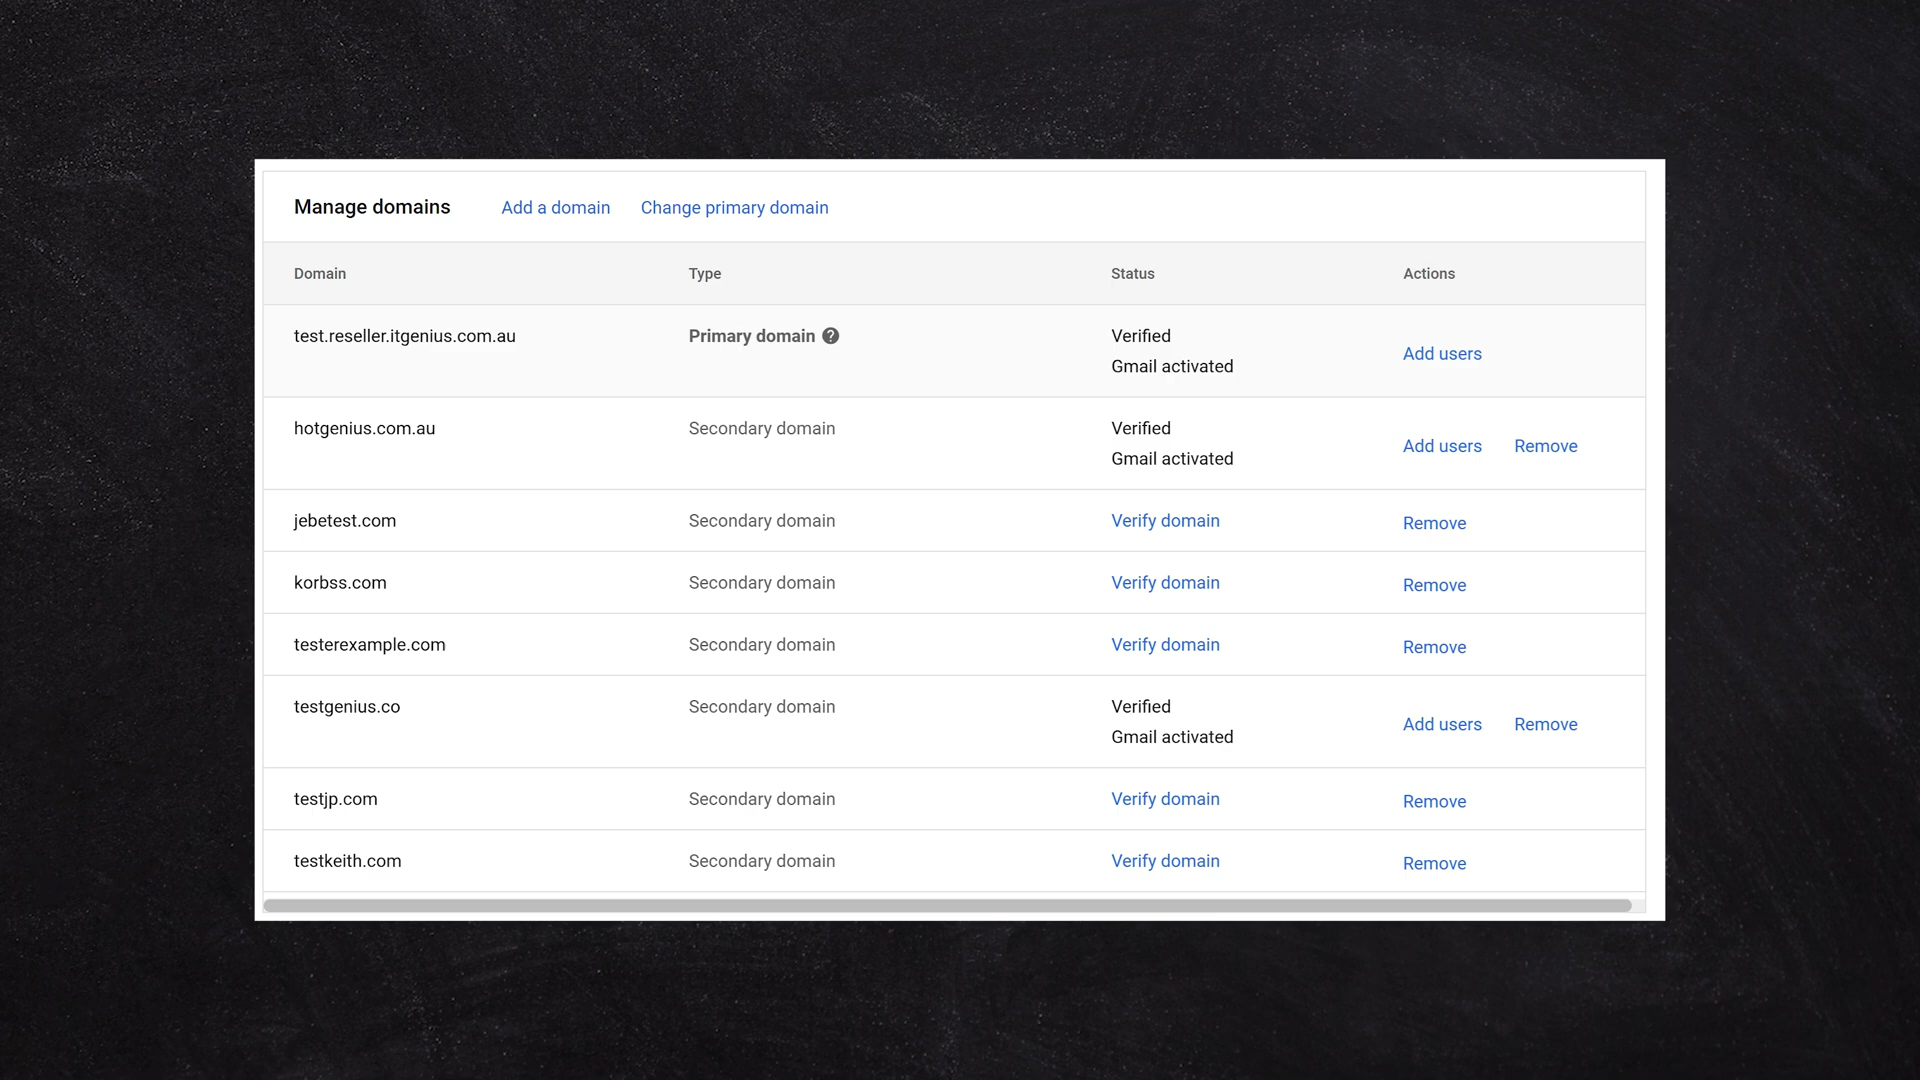 Manage domains Add a domain Change primary domain
Domain Type Status Actions
test.reseller.itgenius.com.au Primary domain Verified
Gmail activated Add users
hotgenius.com.au Secondary domain Verified
Gmail activated Add users Remove
jebetest.com Secondary domain Verify domain Remove
korbss.com Secondary domain Verify domain Remove
testerexample.com Secondary domain Verify domain Remove
testgenius.co Secondary domain Verified
Gmail activated Add users Remove
testjp.com Secondary domain Verify domain Remove
testkeith.com Secondary domain Verify domain Remove